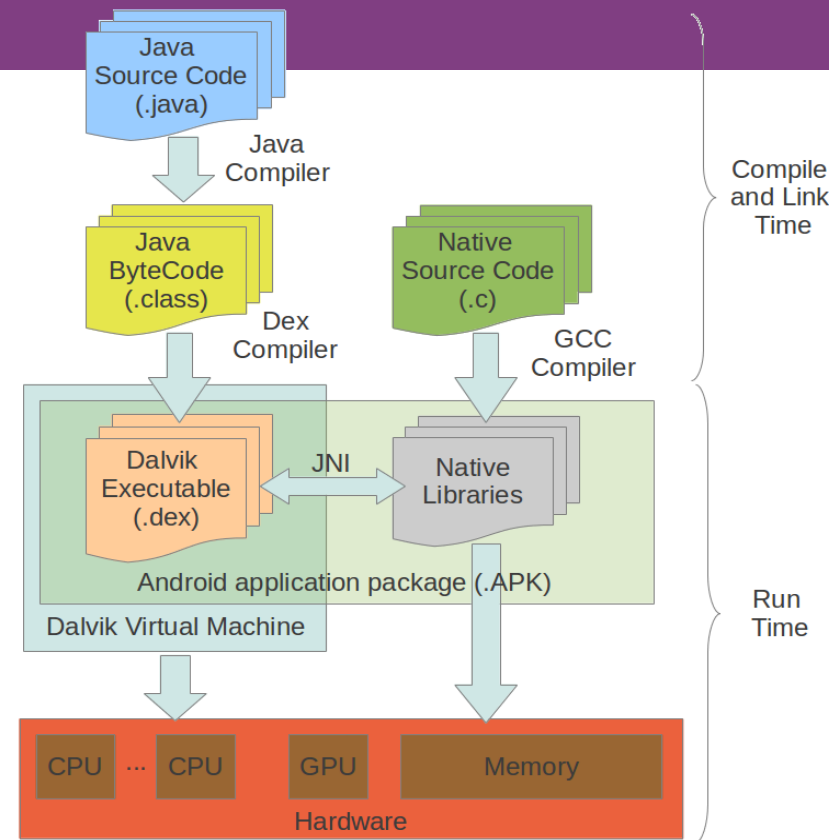 Java
Source Code
(.java)
Java
Compiler
Compile
and Link
Time
Java
ByteCode
(.class)
Native
Source Code
(.c)
Dex
Compiler
GCC
Compiler
Dalvik
Executable
(.dex)
JNI
Native
Libraries
Android application package (.APK)
Dalvik Virtual Machine
Run
Time
CPU ... CPU GPU Memory
Hardware